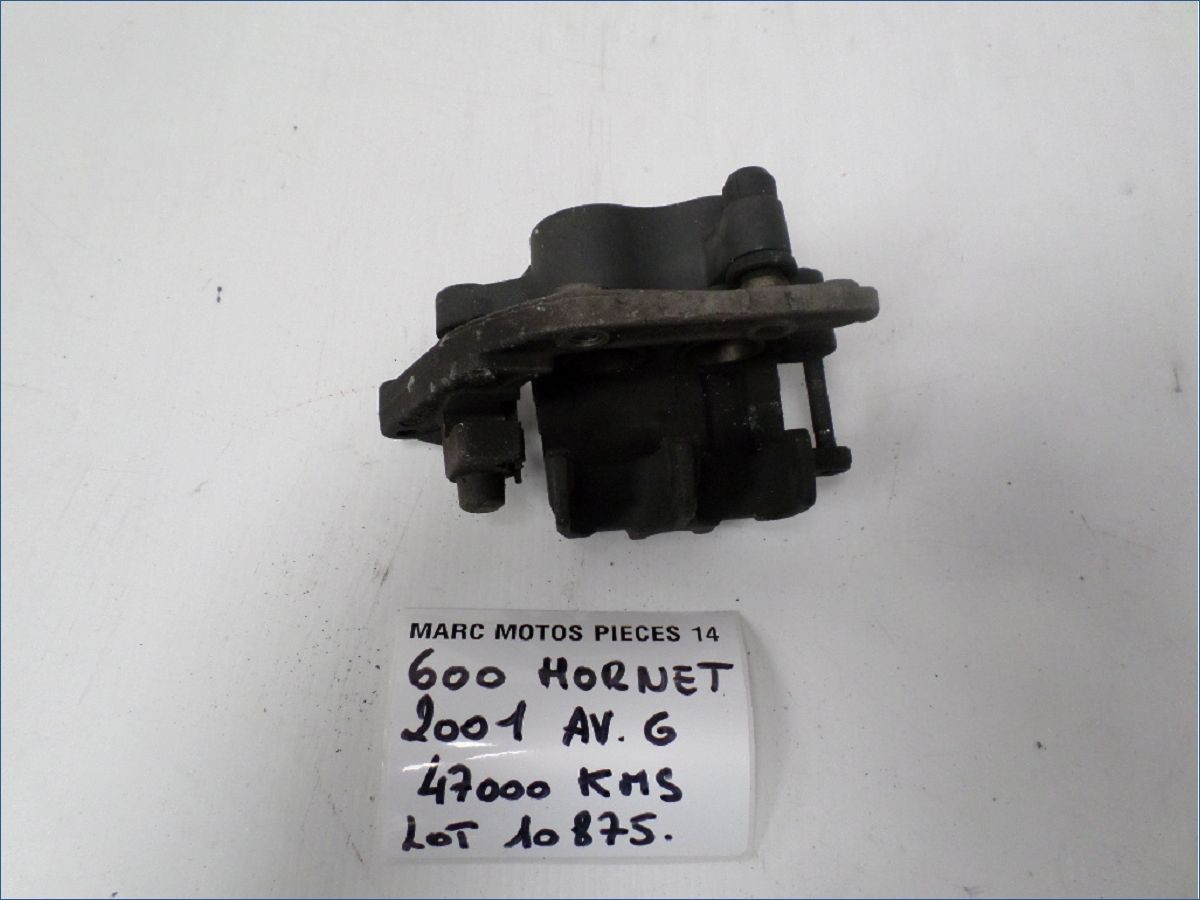 MARC MOTOS PIECES 14
600 HORNET
2001 AV. G
47000 KMS
LOT 10875.